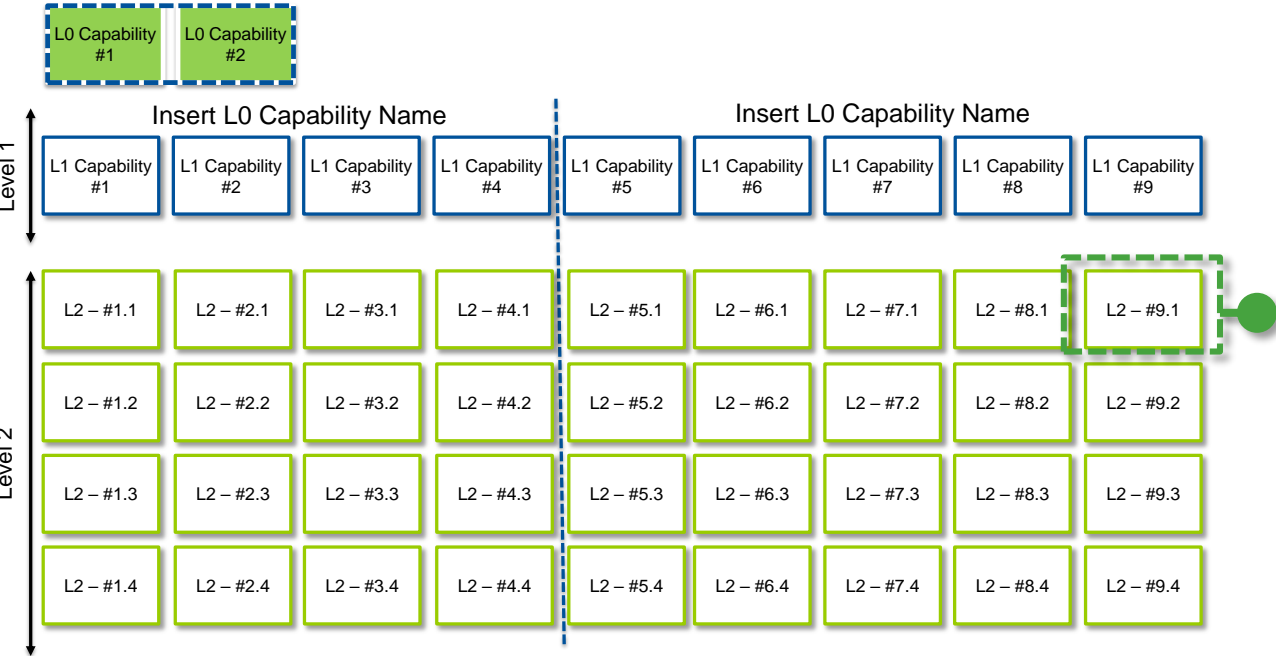 L0 Capability
#1
L0 Capability
#2
Insert L0 Capability Name
Insert L0 Capability Name
Level 1
L1 Capability
#1
L1 Capability
#2
L1 Capability
#3
L1 Capability
#4
L1 Capability
#5
L1 Capability
#6
L1 Capability
#7
L1 Capability
#8
L1 Capability
#9
Level 2
L2 – #1.1
L2 – #2.1
L2 – #3.1
L2 – #4.1
L2 – #5.1
L2 – #6.1
L2 – #7.1
L2 – #8.1
L2 – #9.1
L2 – #1.2
L2 – #2.2
L2 – #3.2
L2 – #4.2
L2 – #5.2
L2 – #6.2
L2 – #7.2
L2 – #8.2
L2 – #9.2
L2 – #1.3
L2 – #2.3
L2 – #3.3
L2 – #4.3
L2 – #5.3
L2 – #6.3
L2 – #7.3
L2 – #8.3
L2 – #9.3
L2 – #1.4
L2 – #2.4
L2 – #3.4
L2 – #4.4
L2 – #5.4
L2 – #6.4
L2 – #7.4
L2 – #8.4
L2 – #9.4